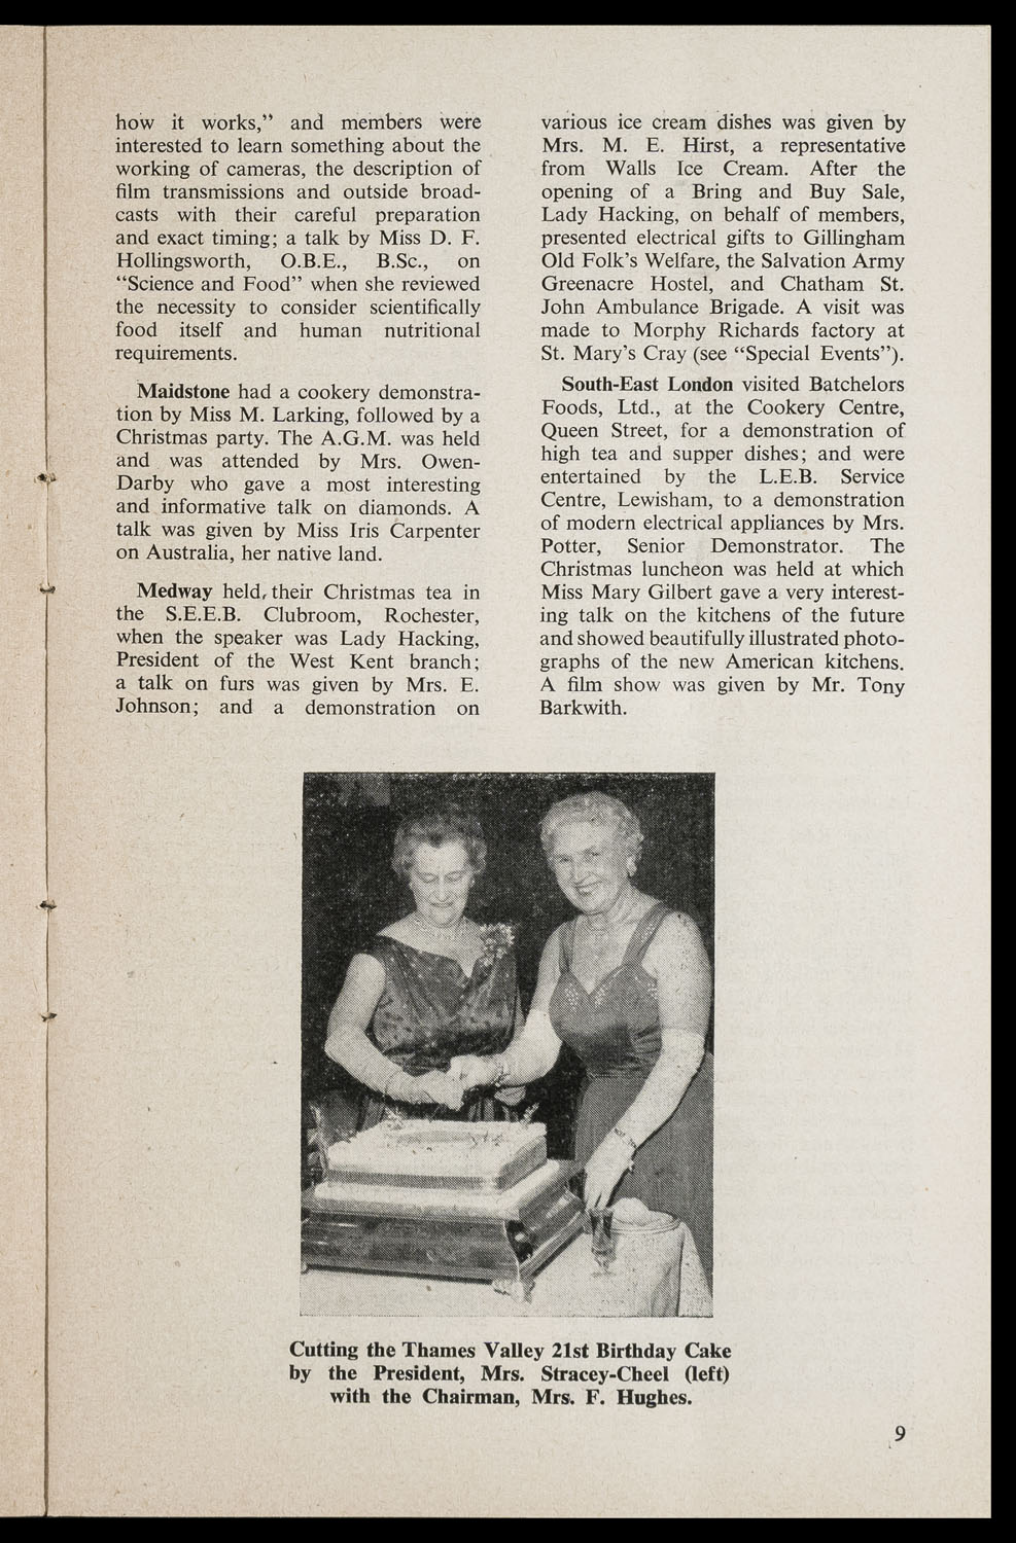 how it works,” and members were
interested to learn something about the
working of cameras, the description of
film transmissions and outside broad-
casts with their careful preparation
and exact timing; a talk by Miss D. F.
Hollingsworth, O.B.E., B.Sc., on
“Science and Food” when she reviewed
the necessity to consider scientifically
food itself and human nutritional
requirements.
Maidstone had a cookery demonstra-
tion by Miss M. Larking, followed by a
Christmas party. The A.G.M. was held
and was attended by Mrs. Owen-
Darby who gave a most interesting
and informative talk on diamonds. A
talk was given by Miss Iris Carpenter
on Australia, her native land.
Medway held their Christmas tea in
the S.E.E.B. Clubroom, Rochester,
when the speaker was Lady Hacking,
President of the West Kent branch;
a talk on furs was given by Mrs. E.
Johnson; and a demonstration on
various ice cream dishes was given by
Mrs. M. E. Hirst, a representative
from Walls Ice Cream. After the
opening of a Bring and Buy Sale,
Lady Hacking, on behalf of members,
presented electrical gifts to Gillingham
Old Folk’s Welfare, the Salvation Army
Greenacre Hostel, and Chatham St.
John Ambulance Brigade. A visit was
made to Morphy Richards factory at
St. Mary’s Cray (see “Special Events”).
South-East London visited Batchelors
Foods, Ltd., at the Cookery Centre,
Queen Street, for a demonstration of
high tea and supper dishes; and were
entertained by the L.E.B. Service
Centre, Lewisham, to a demonstration
of modern electrical appliances by Mrs.
Potter, Senior Demonstrator. The
Christmas luncheon was held at which
Miss Mary Gilbert gave a very interest-
ing talk on the kitchens of the future
and showed beautifully illustrated photo-
graphs of the new American kitchens.
A film show was given by Mr. Tony
Barkwith.
Cutting the Thames Valley 21st Birthday Cake
by the President, Mrs. Stracey-Cheel (left)
with the Chairman, Mrs. F. Hughes.
9